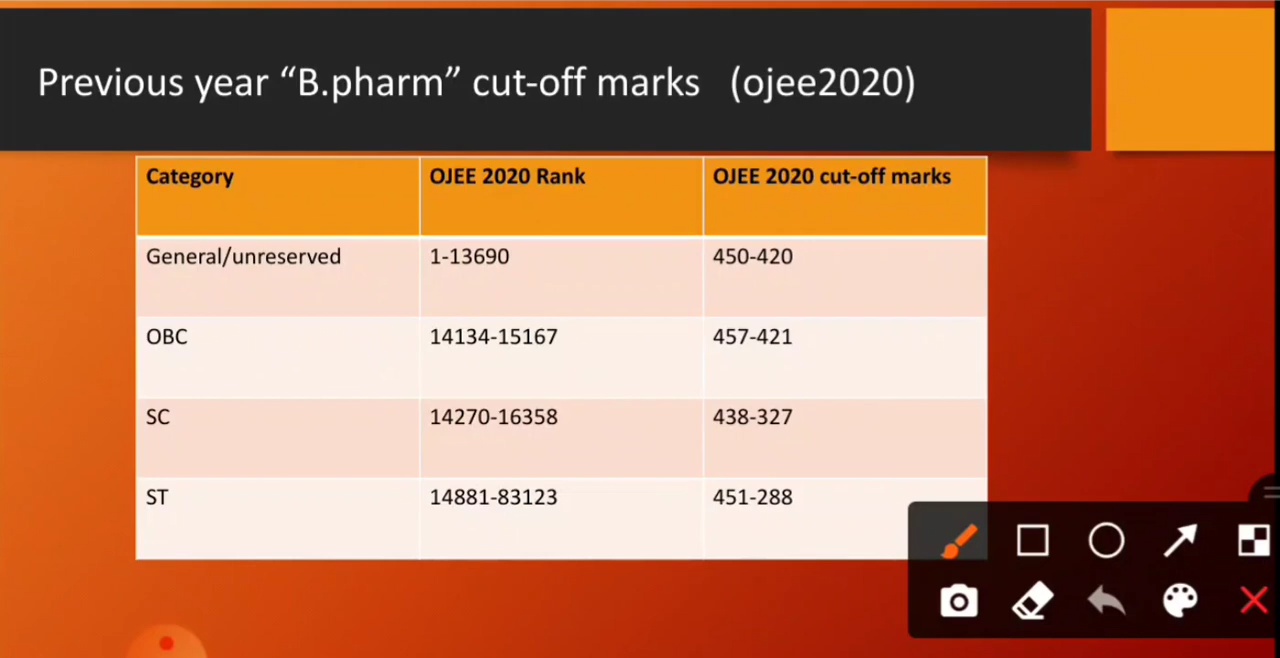 Previous year “B.pharm” cut-off marks (ojee2020)
Category OJEE 2020 Rank OJEE 2020 cut-off marks
General/unreserved 1-13690 450-420
OBC 14134-15167 457-421
SC 14270-16358 438-327
ST 14881-83123 451-288